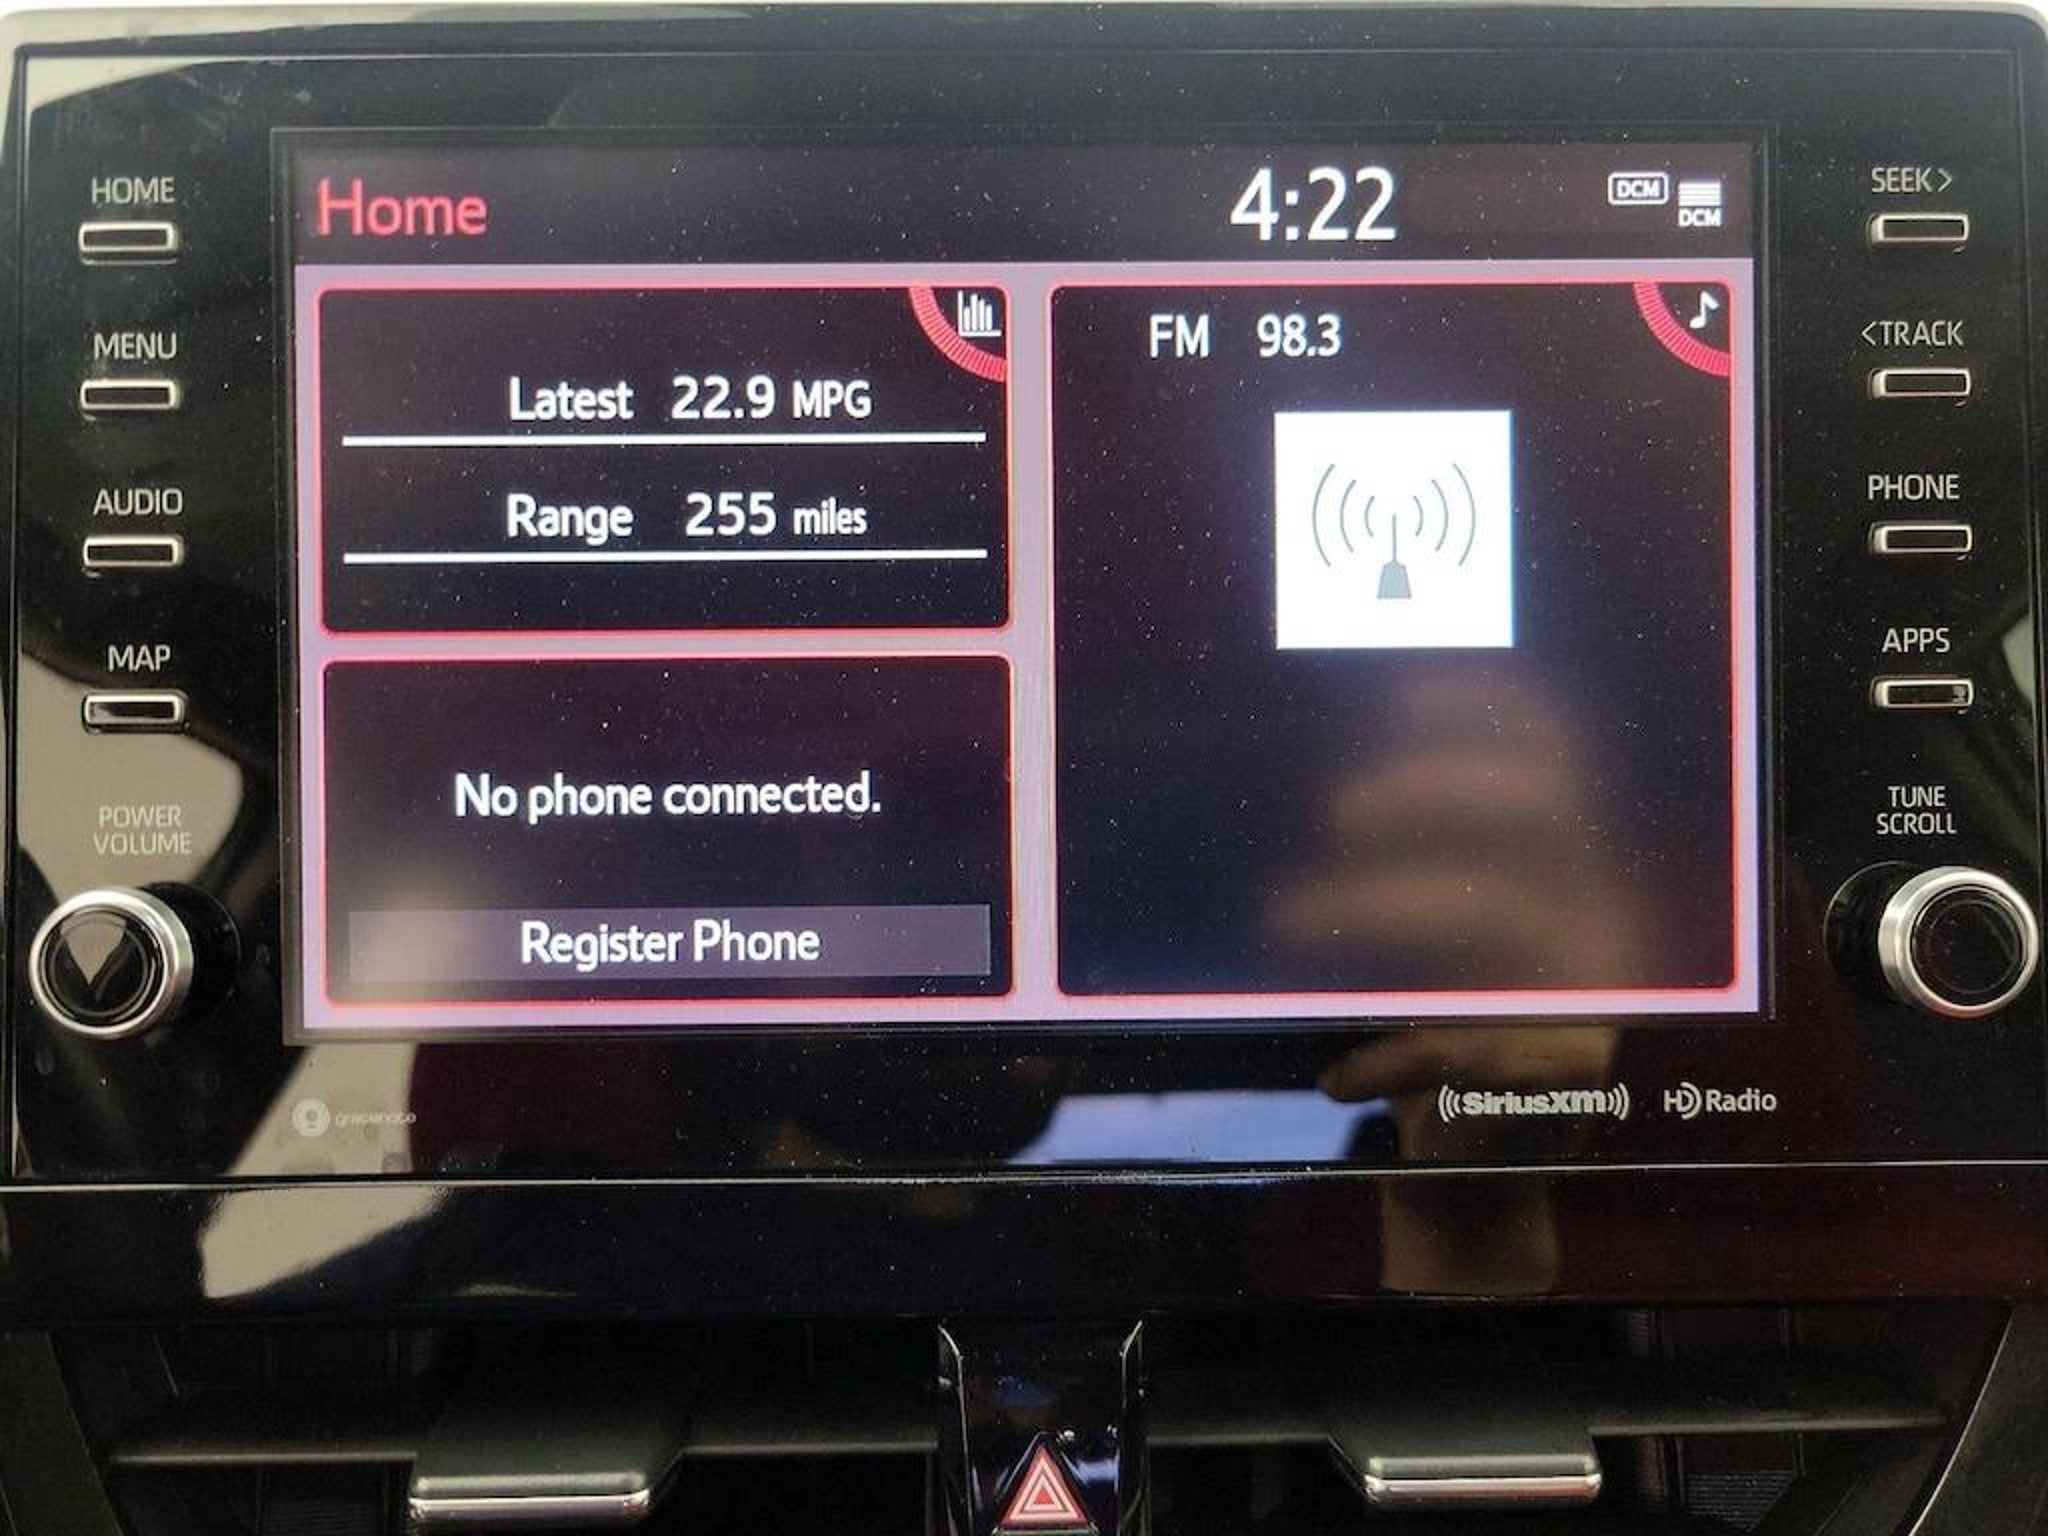 HOME
MENU
AUDIO
MAP
POWER
VOLUME
Home
4:22
DCM
DCM
Latest 22.9 MPG
Range 255 miles
No phone connected.
Register Phone
FM 98.3
SEEK>
<TRACK
PHONE
APPS
TUNE
SCROLL
gracenote
((SiriusXM))
HD Radio